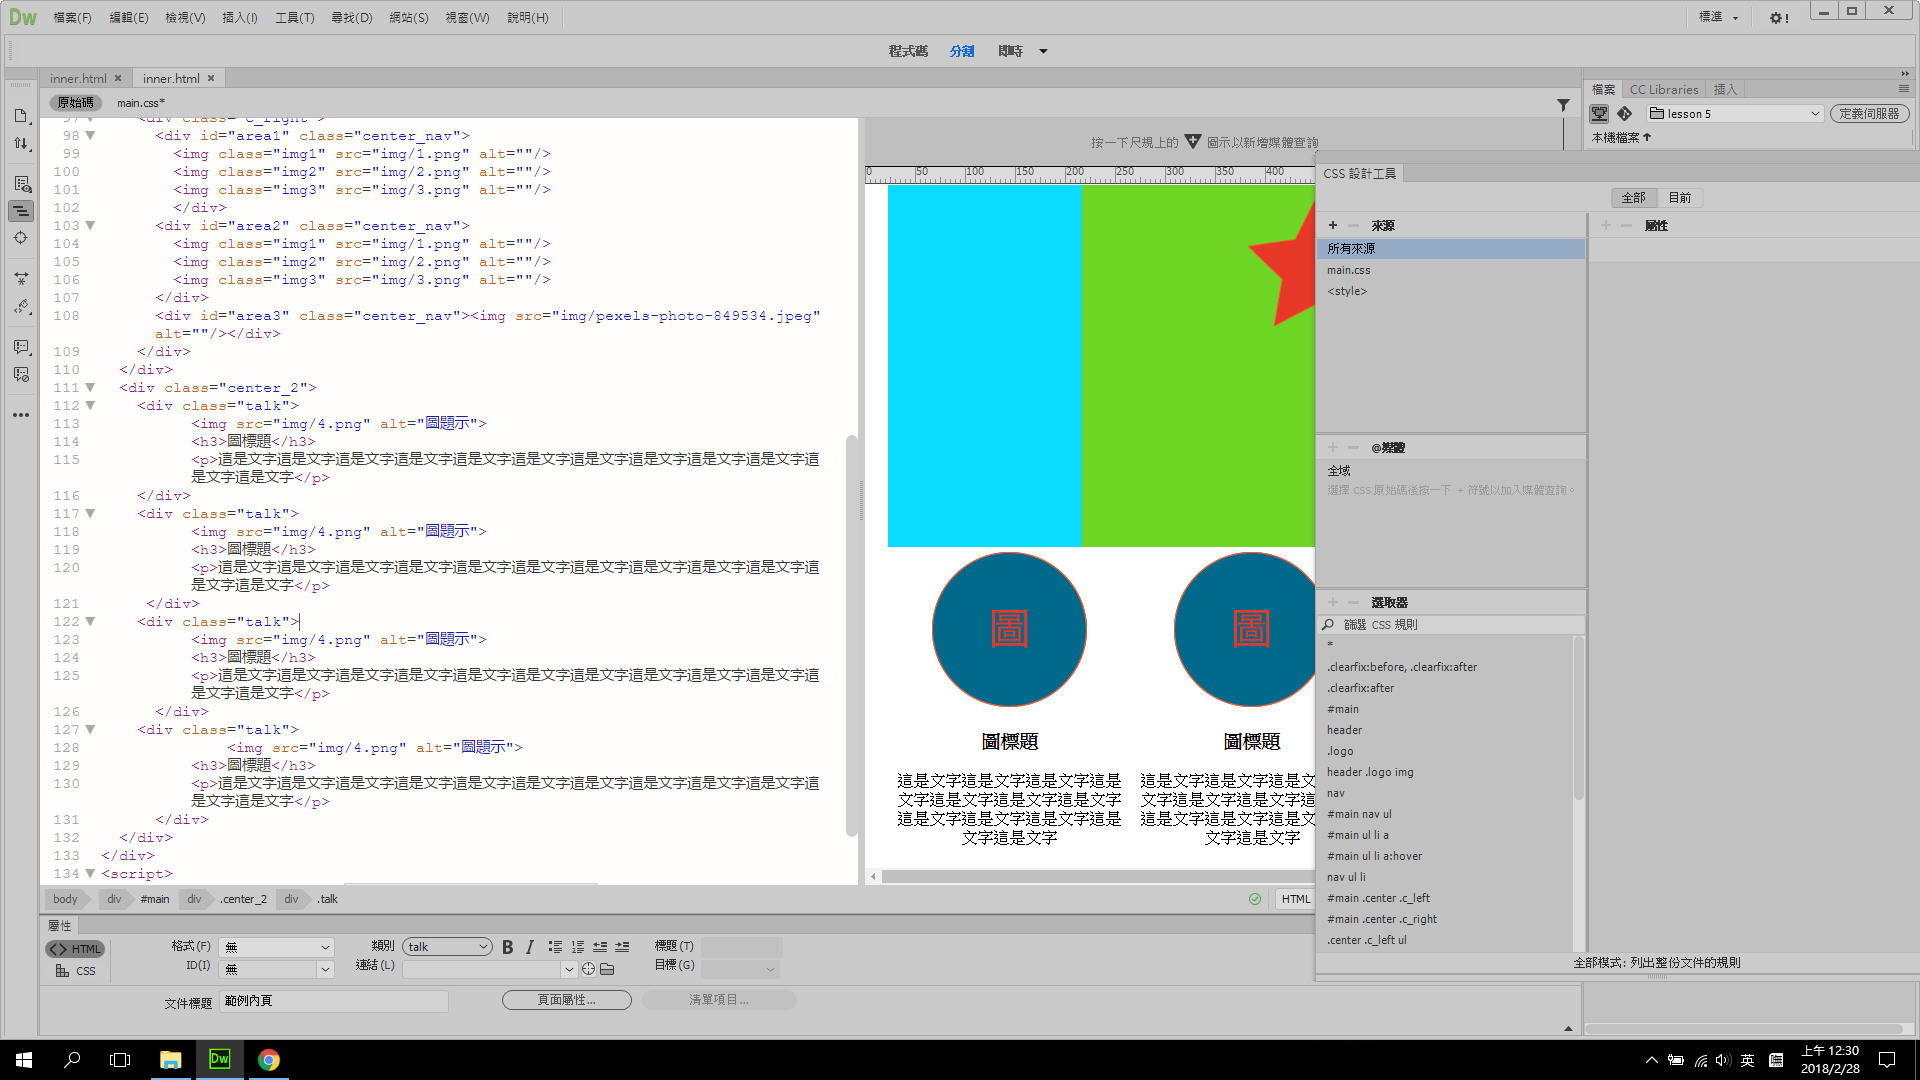 Dw 檔案(F) 編輯(E) 檢視(V) 插入(I) 工具(T) 尋找(D) 網站(S) 視窗(W) 說明(H) 標準
程式碼 分割 即時
inner.html × inner.html ×
原始碼 main.css*
97 <div class="c_right">
98 <div id="area1" class="center_nav">
99 <img class="img1" src="img/1.png" alt=""/>
100 <img class="img2" src="img/2.png" alt=""/>
101 <img class="img3" src="img/3.png" alt=""/>
102 </div>
103 <div id="area2" class="center_nav">
104 <img class="img1" src="img/1.png" alt=""/>
105 <img class="img2" src="img/2.png" alt=""/>
106 <img class="img3" src="img/3.png" alt=""/>
107 </div>
108 <div id="area3" class="center_nav"><img src="img/pexels-photo-849534.jpeg"
alt=""/></div>
109 </div>
110 </div>
111 <div class="center_2">
112 <div class="talk">
113 <img src="img/4.png" alt="圖題示">
114 <h3>圖標題</h3>
115 <p>這是文字這是文字這是文字這是文字這是文字這是文字這是文字這是文字這是文字這是文字這
是文字這是文字</p>
116 </div>
117 <div class="talk">
118 <img src="img/4.png" alt="圖題示">
119 <h3>圖標題</h3>
120 <p>這是文字這是文字這是文字這是文字這是文字這是文字這是文字這是文字這是文字這是文字這
是文字這是文字</p>
121 </div>
122 <div class="talk">
123 <img src="img/4.png" alt="圖題示">
124 <h3>圖標題</h3>
125 <p>這是文字這是文字這是文字這是文字這是文字這是文字這是文字這是文字這是文字這是文字這
是文字這是文字</p>
126 </div>
127 <div class="talk">
128 <img src="img/4.png" alt="圖題示">
129 <h3>圖標題</h3>
130 <p>這是文字這是文字這是文字這是文字這是文字這是文字這是文字這是文字這是文字這是文字這
是文字這是文字</p>
131 </div>
132 </div>
133 </div>
134 <script>
body div #main div .center_2 div .talk
HTML
按一下尺規上的 圖示以新增媒體查詢
0 50 100 150 200 250 300 350 400
圖 圖
圖標題 圖標題
這是文字這是文字這是文字這是
文字這是文字這是文字這是文字
這是文字這是文字這是文字這是
文字這是文字
這是文字這是文字這是文字
文字這是文字這是文字這
這是文字這是文字這是文字
文字這是文字
檔案 CC Libraries 插入
lesson 5 定義伺服器
本機檔案
CSS 設計工具
全部 目前
+ − 來源
所有來源
main.css
<style>
+ − 屬性
+ − @媒體
全域
選擇 CSS 原始碼後按一下 + 符號以加入媒體查詢。
+ − 選取器
篩選 CSS 規則
*
.clearfix:before, .clearfix:after
.clearfix:after
#main
header
.logo
header .logo img
nav
#main nav ul
#main ul li a
#main ul li a:hover
nav ul li
#main .center .c_left
#main .center .c_right
.center .c_left ul
全部模式: 列出整份文件的規則
屬性
<> HTML
CSS
格式(F) 無
ID(I) 無
類別 talk
連結(L)
B I
標題(T)
目標(G)
文件標題 範例內頁
頁面屬性... 清單項目...
Dw
英
上午 12:30
2018/2/28